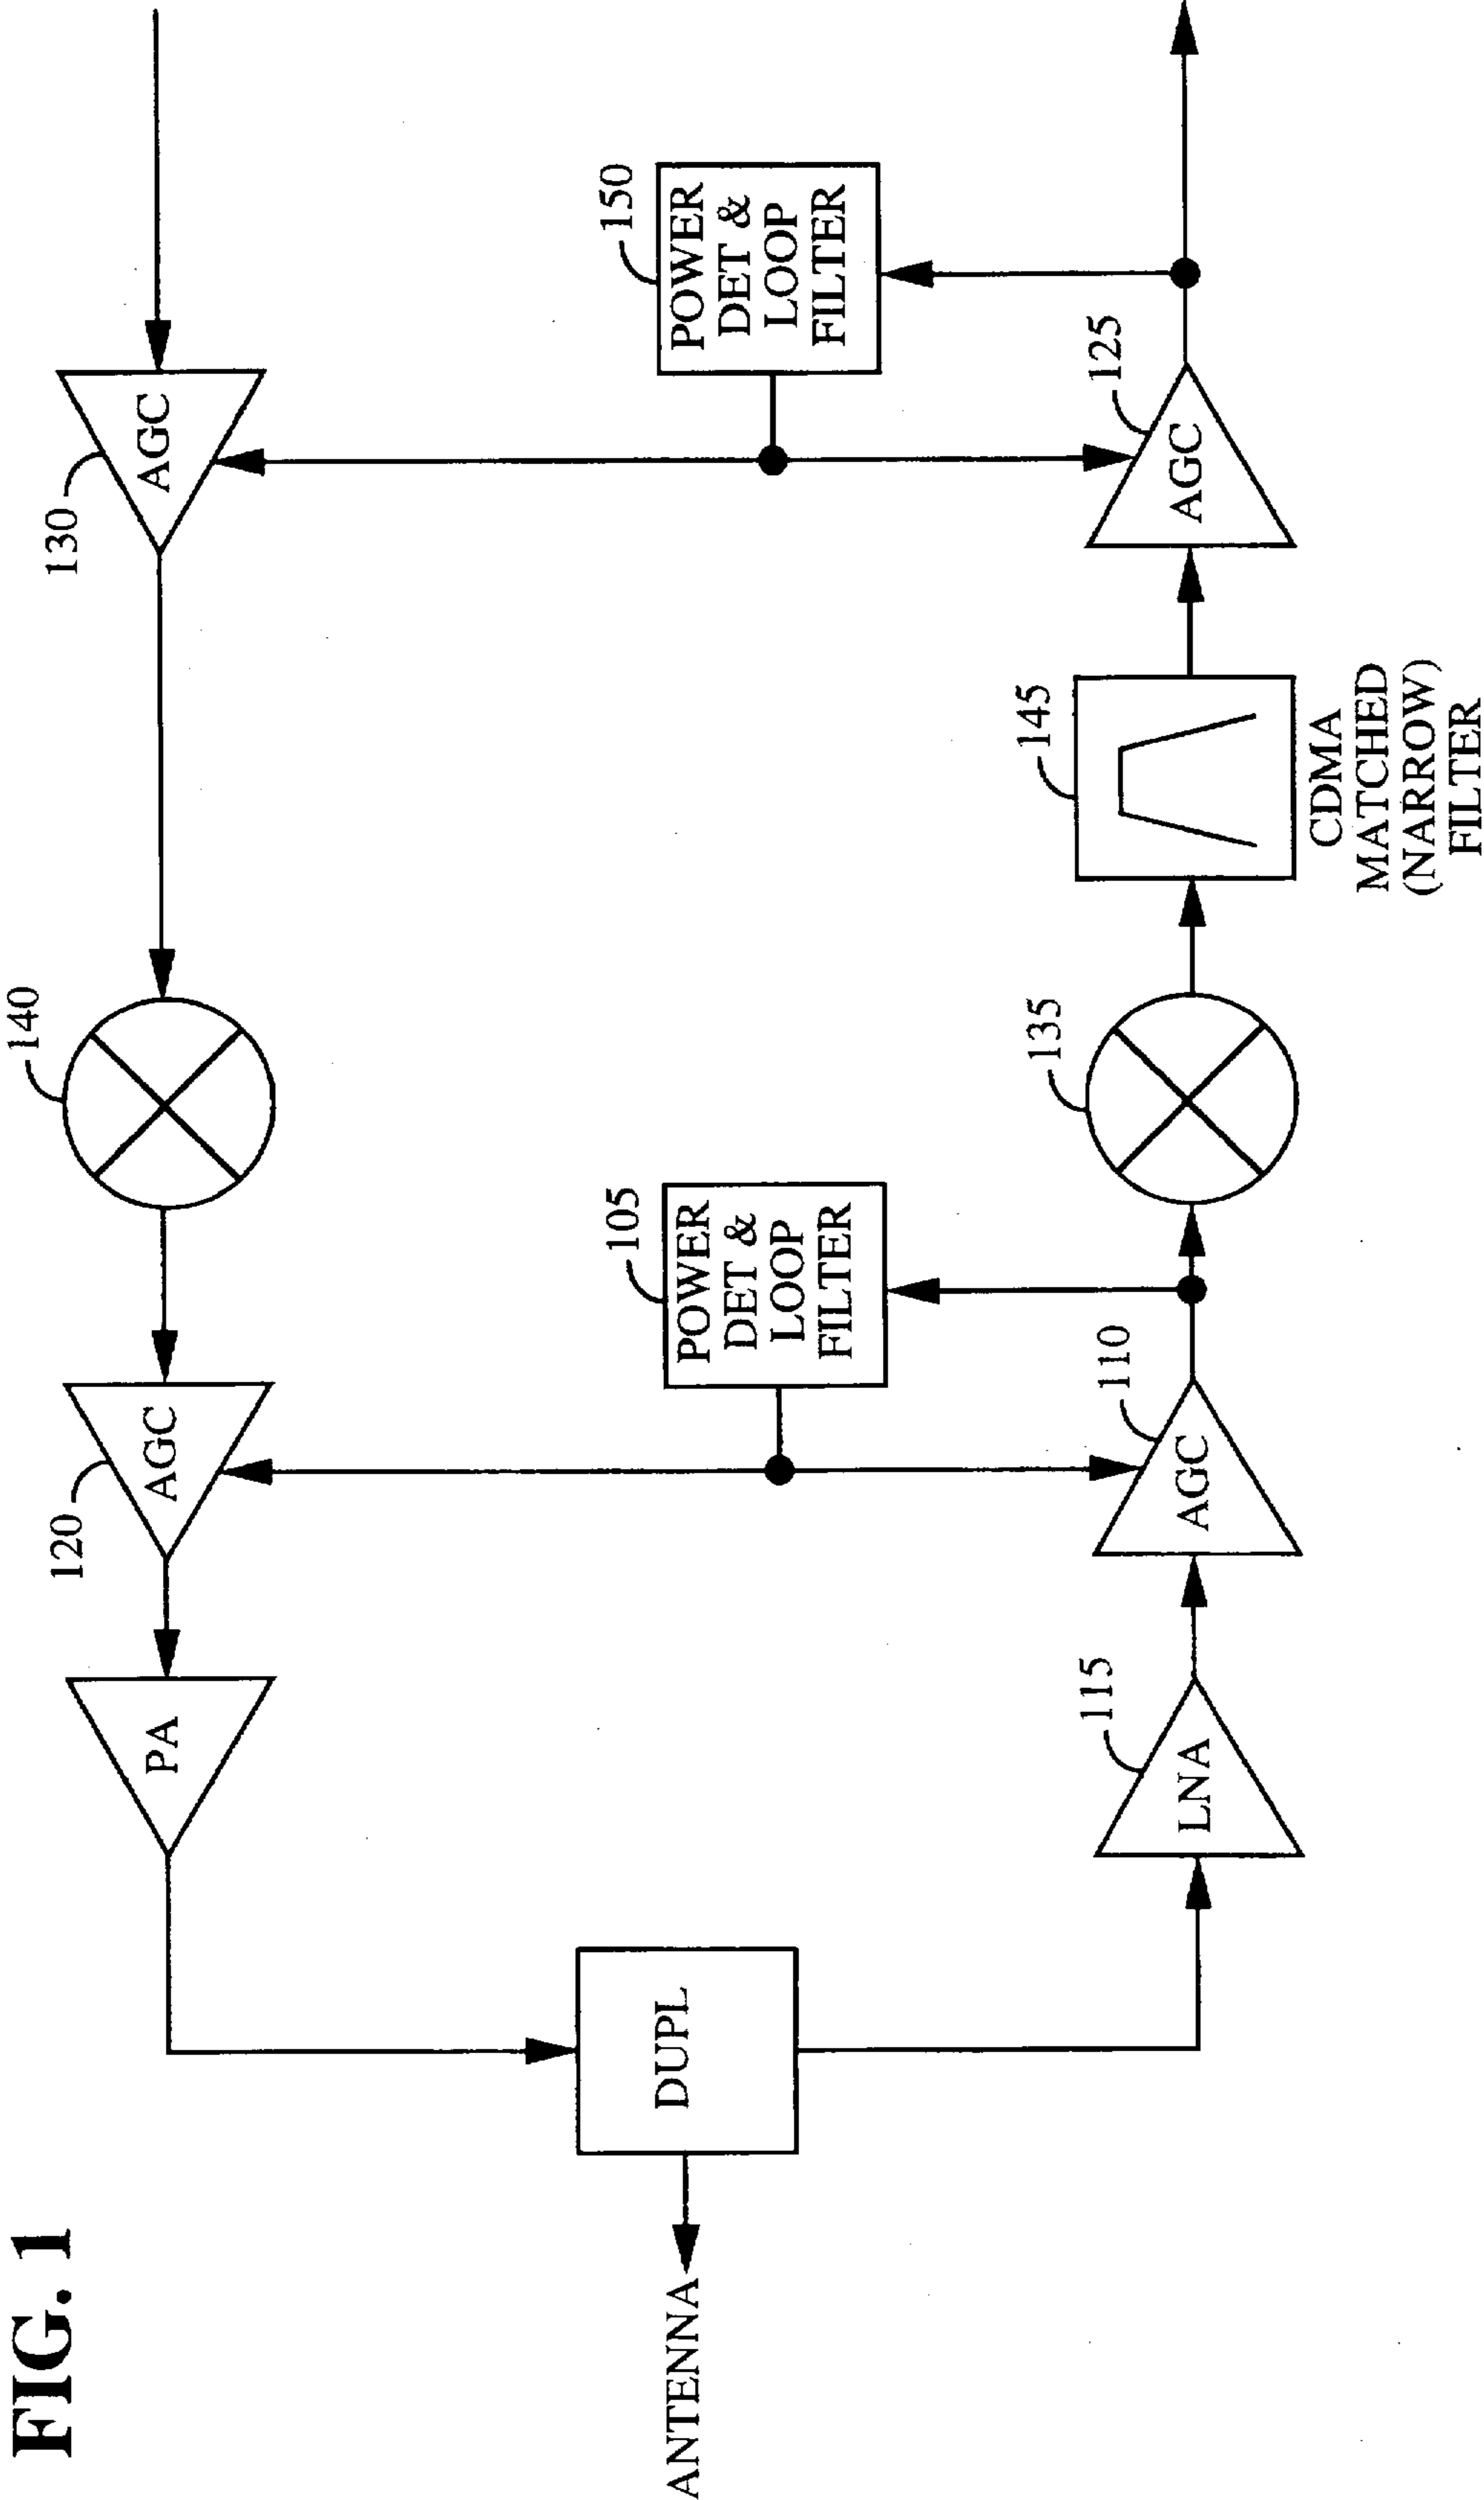 FIG. 1
120
140
130
PA
AGC
AGC
105
150
ANTENNA
DUPL
POWER
DET &
LOOP
FILTER
POWER
DET &
LOOP
FILTER
115
110
135
145
125
LNA
AGC
AGC
CDMA
MATCHED
(NARROW)
FILTER